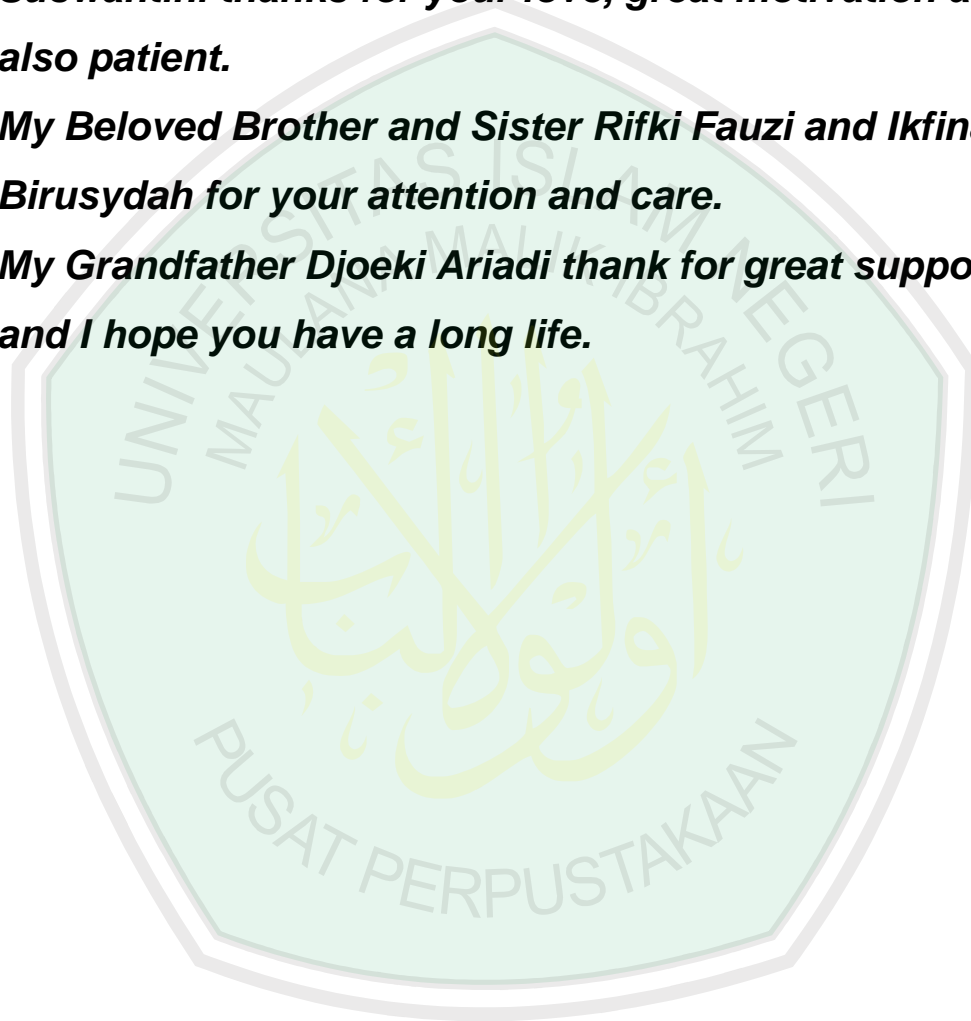 also patient.
My Beloved Brother and Sister Rifki Fauzi and
Birusydah for your attention and care.
My Grandfather Djoeki Ariadi thank for great
and I hope you have a long life.
UNIVERSITAS ISLAM NEGERI
MAULANA MALIK IBRAHIM
PUSAT PERPUSTAKAAN